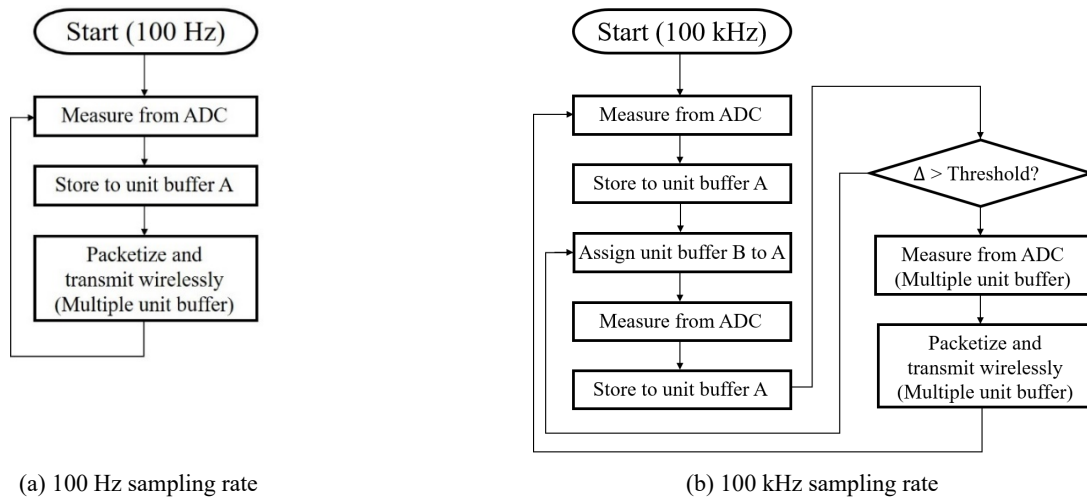 Start (100 Hz)
Measure from ADC
Store to unit buffer A
Packetize and
transmit wirelessly
(Multiple unit buffer)
(a) 100 Hz sampling rate
Start (100 kHz)
Measure from ADC
Store to unit buffer A
Assign unit buffer B to A
Measure from ADC
Store to unit buffer A
Δ > Threshold?
Measure from ADC
(Multiple unit buffer)
Packetize and
transmit wirelessly
(Multiple unit buffer)
(b) 100 kHz sampling rate